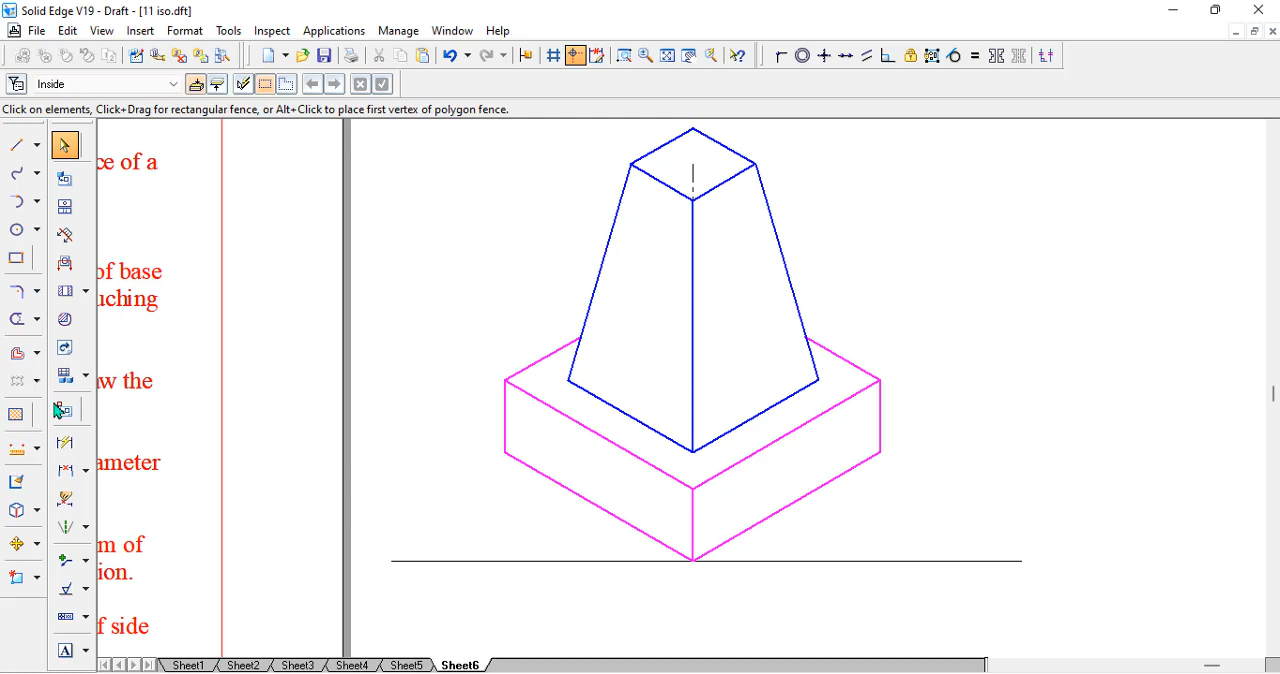 Solid Edge V19 - Draft - [11 iso.dft]
File Edit View Insert Format Tools Inspect Applications Manage Window Help
Inside
Click on elements, Click+Drag for rectangular fence, or Alt+Click to place first vertex of polygon fence.
ce of a
of base
uching
w the
ameter
m of
ion.
f side
A
Sheet1 Sheet2 Sheet3 Sheet4 Sheet5 Sheet6